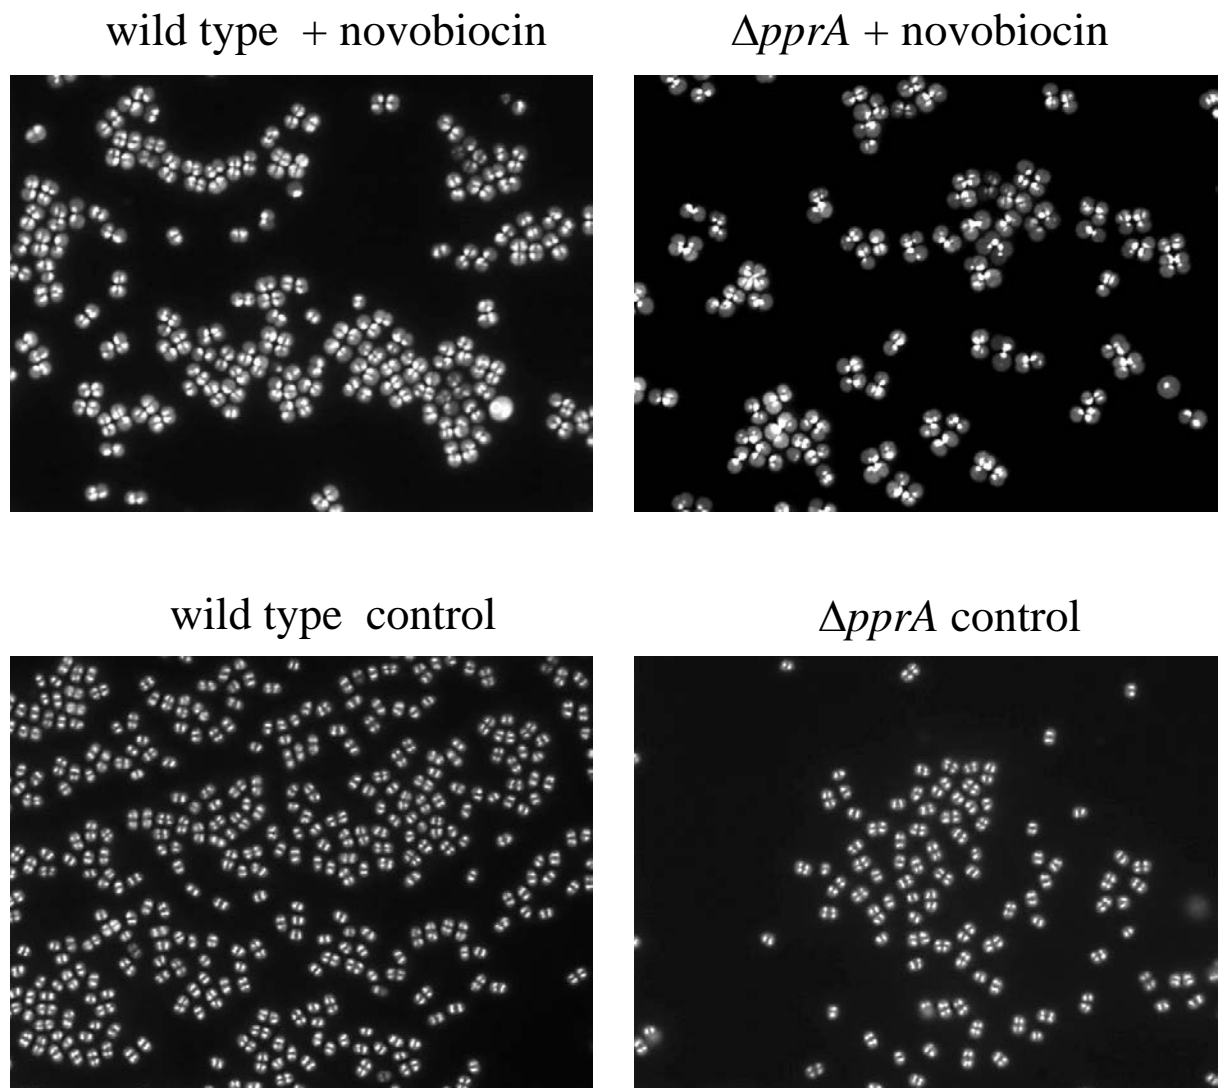 wild type + novobiocin
ΔpprA + novobiocin
wild type control
ΔpprA control